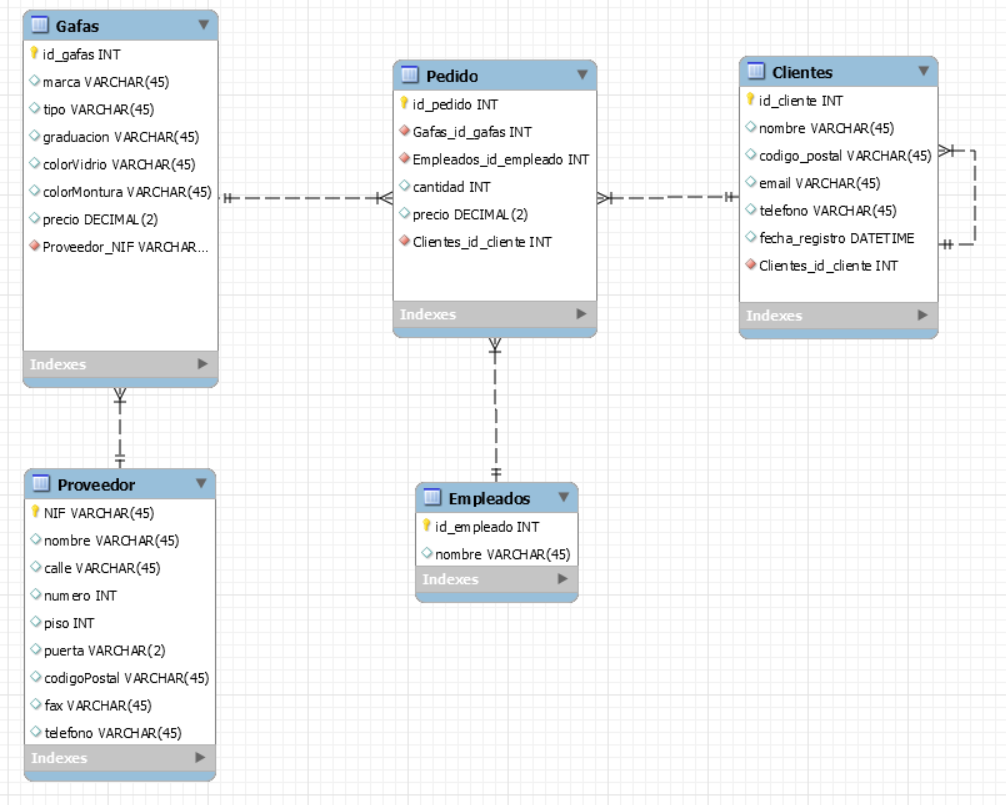 Gafas
id_gafas INT
marca VARCHAR(45)
tipo VARCHAR(45)
graduacion VARCHAR(45)
colorVidrio VARCHAR(45)
colorMontura VARCHAR(45)
precio DECIMAL(2)
Proveedor_NIF VARCHAR...
Indexes
Pedido
id_pedido INT
Gafas_id_gafas INT
Empleados_id_empleado INT
cantidad INT
precio DECIMAL(2)
Clientes_id_cliente INT
Indexes
Clientes
id_cliente INT
nombre VARCHAR(45)
codigo_postal VARCHAR(45)
email VARCHAR(45)
telefono VARCHAR(45)
fecha_registro DATETIME
Clientes_id_cliente INT
Indexes
Proveedor
NIF VARCHAR(45)
nombre VARCHAR(45)
calle VARCHAR(45)
numero INT
piso INT
puerta VARCHAR(2)
codigoPostal VARCHAR(45)
fax VARCHAR(45)
telefono VARCHAR(45)
Indexes
Empleados
id_empleado INT
nombre VARCHAR(45)
Indexes